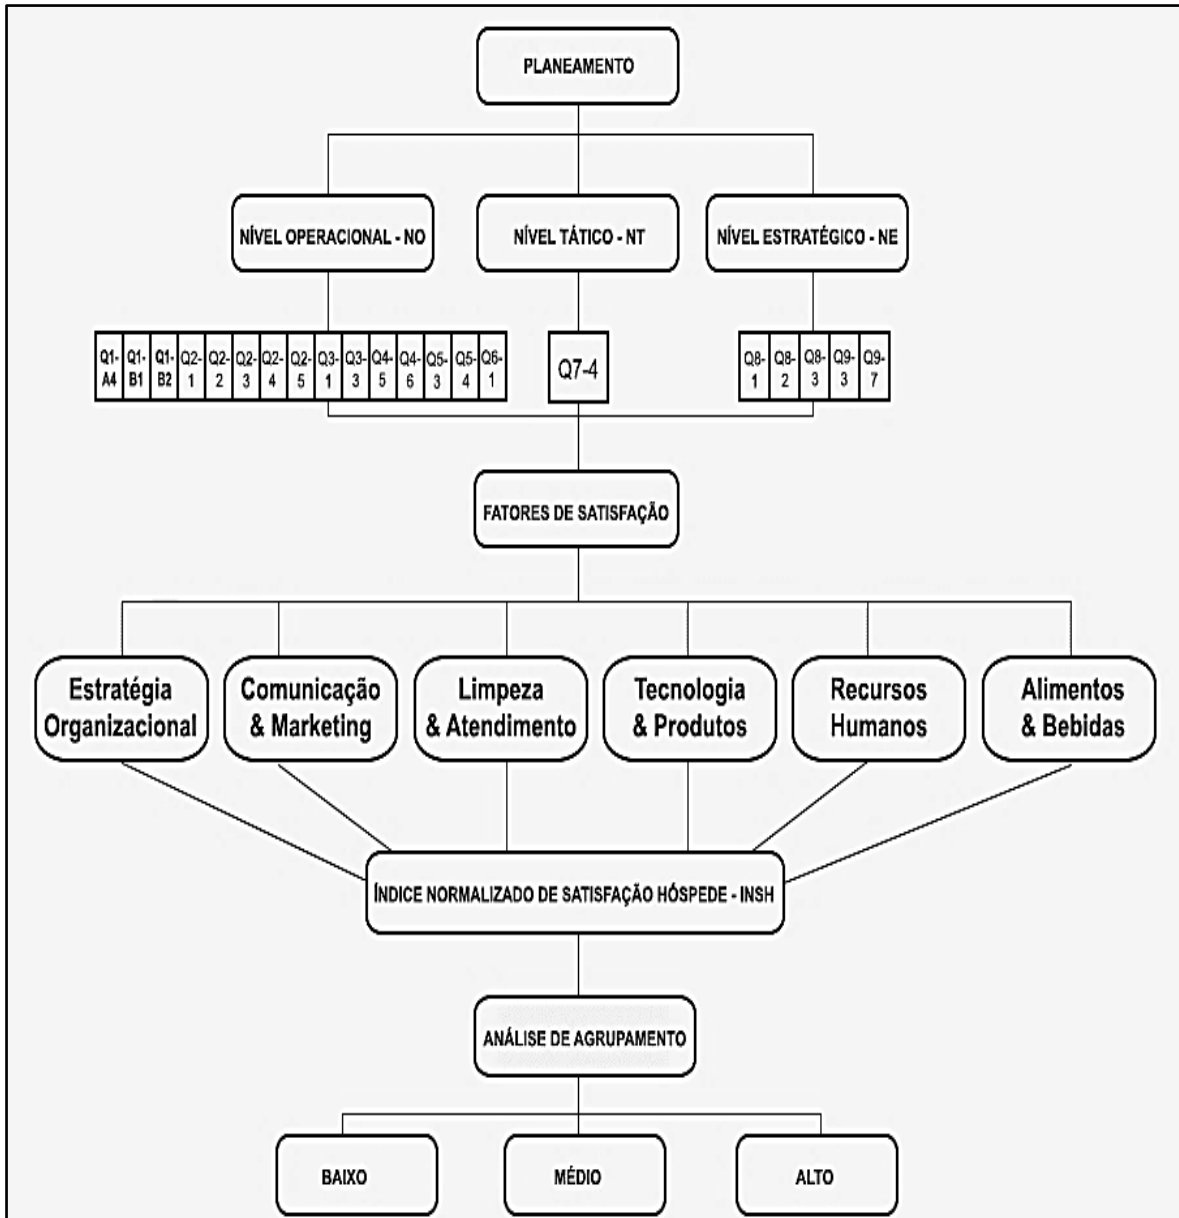 PLANEAMENTO
NÍVEL OPERACIONAL - NO
NÍVEL TÁTICO - NT
NÍVEL ESTRATÉGICO - NE
Q1- Q1- Q1- Q2- Q2- Q2- Q2- Q2- Q3- Q3- Q4- Q4- Q5- Q5- Q6-
A4 B1 B2 1 2 3 4 5 1 3 5 6 3 4 1
Q7-4
Q8- Q8- Q8- Q9- Q9-
1 2 3 3 7
FATORES DE SATISFAÇÃO
Estratégia
Organizacional
Comunicação
& Marketing
Limpeza
& Atendimento
Tecnologia
& Produtos
Recursos
Humanos
Alimentos
& Bebidas
ÍNDICE NORMALIZADO DE SATISFAÇÃO HÓSPEDE - INSH
ANÁLISE DE AGRUPAMENTO
BAIXO
MÉDIO
ALTO